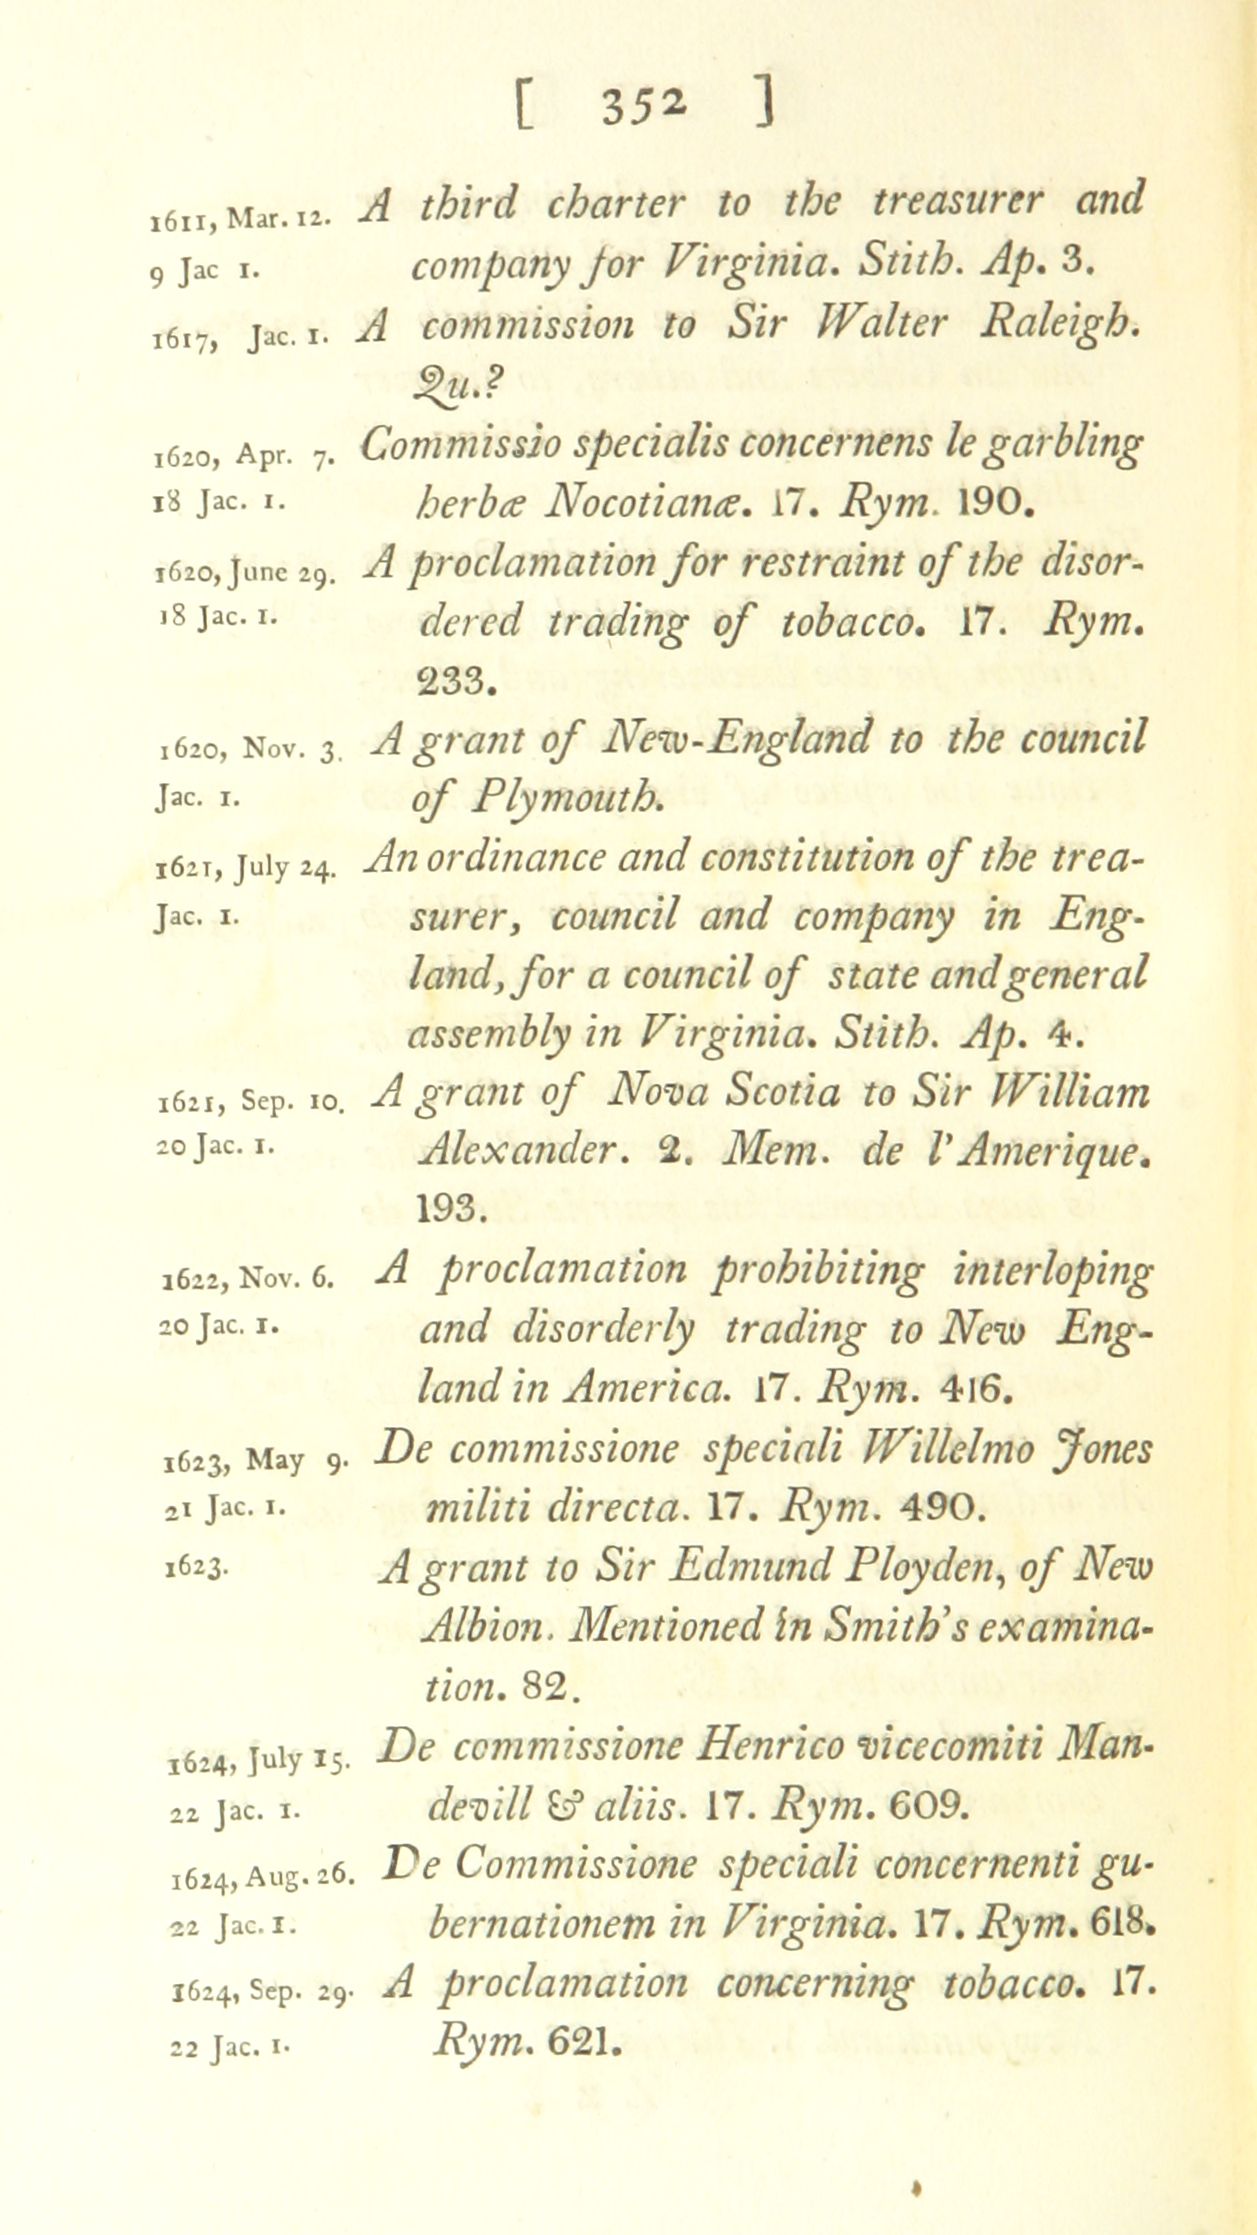 [ 352 ]
1611, Mar. 12. A third charter to the treasurer and
9 Jac 1. company for Virginia. Stith. Ap. 3.
1617, Jac. 1. A commission to Sir Walter Raleigh.
Qu.?
1620, Apr. 7. Commissio specialis concernens le garbling
18 Jac. 1. herbæ Nocotianæ. 17. Rym. 190.
1620, June 29. A proclamation for restraint of the disor-
18 Jac. 1. dered trading of tobacco. 17. Rym.
233.
1620, Nov. 3. A grant of New-England to the council
Jac. 1. of Plymouth.
1621, July 24. An ordinance and constitution of the trea-
Jac. 1. surer, council and company in Eng-
land, for a council of state and general
assembly in Virginia. Stith. Ap. 4.
1621, Sep. 10. A grant of Nova Scotia to Sir William
20 Jac. 1. Alexander. 2. Mem. de l'Amerique.
193.
1622, Nov. 6. A proclamation prohibiting interloping
20 Jac. 1. and disorderly trading to New Eng-
land in America. 17. Rym. 416.
1623, May 9. De commissione speciali Willelmo Jones
21 Jac. 1. militi directa. 17. Rym. 490.
1623. A grant to Sir Edmund Ployden, of New
Albion. Mentioned in Smith's examina-
tion. 82.
1624, July 15. De commissione Henrico vicecomiti Man-
22 Jac. 1. devill & aliis. 17. Rym. 609.
1624, Aug. 26. De Commissione speciali concernenti gu-
22 Jac. 1. bernationem in Virginia. 17. Rym. 618.
1624, Sep. 29. A proclamation concerning tobacco. 17.
22 Jac. 1. Rym. 621.